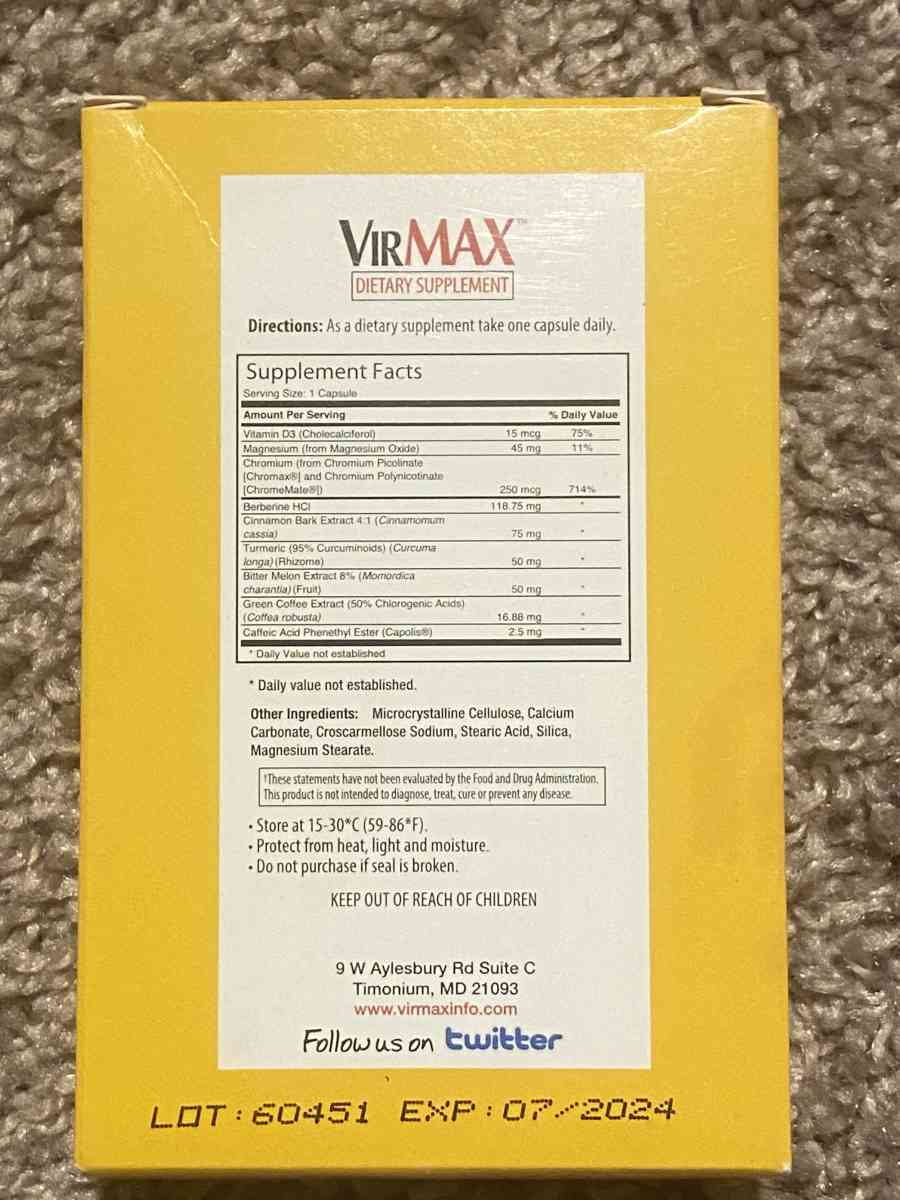 VIRMAX™
DIETARY SUPPLEMENT
Directions: As a dietary supplement take one capsule daily.
Supplement Facts
Serving Size: 1 Capsule
Amount Per Serving % Daily Value
Vitamin D3 (Cholecalciferol) 15 mcg 75%
Magnesium (from Magnesium Oxide) 45 mg 11%
Chromium (from Chromium Picolinate
[Chromax®] and Chromium Polynicotinate
[ChromeMate®]) 250 mcg 714%
Berberine HCl 118.75 mg *
Cinnamon Bark Extract 4:1 (Cinnamomum
cassia) 75 mg *
Turmeric (95% Curcuminoids) (Curcuma
longa) (Rhizome) 50 mg *
Bitter Melon Extract 8% (Momordica
charantia) (Fruit) 50 mg *
Green Coffee Extract (50% Chlorogenic Acids)
(Coffea robusta) 16.88 mg *
Caffeic Acid Phenethyl Ester (Capolis®) 2.5 mg *
* Daily Value not established
* Daily value not established.
Other Ingredients: Microcrystalline Cellulose, Calcium
Carbonate, Croscarmellose Sodium, Stearic Acid, Silica,
Magnesium Stearate.
†These statements have not been evaluated by the Food and Drug Administration.
This product is not intended to diagnose, treat, cure or prevent any disease.
• Store at 15-30°C (59-86°F).
• Protect from heat, light and moisture.
• Do not purchase if seal is broken.
KEEP OUT OF REACH OF CHILDREN
9 W Aylesbury Rd Suite C
Timonium, MD 21093
www.virmaxinfo.com
Follow us on twitter
LOT:60451 EXP:07/2024